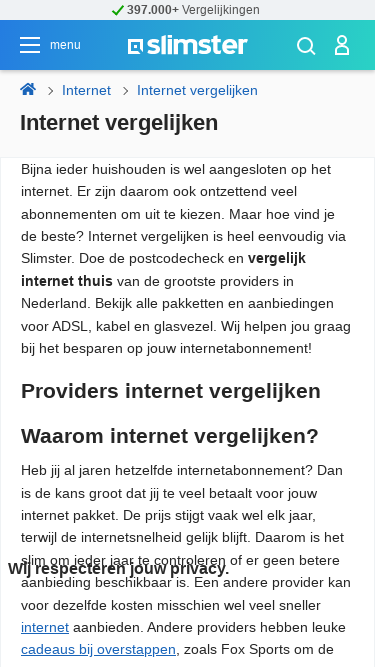 397.000+ Vergelijkingen
menu
slimster
Internet
Internet vergelijken
Internet vergelijken
Bijna ieder huishouden is wel aangesloten op het
internet. Er zijn daarom ook ontzettend veel
abonnementen om uit te kiezen. Maar hoe vind je
de beste? Internet vergelijken is heel eenvoudig via
Slimster. Doe de postcodecheck en vergelijk
internet thuis van de grootste providers in
Nederland. Bekijk alle pakketten en aanbiedingen
voor ADSL, kabel en glasvezel. Wij helpen jou graag
bij het besparen op jouw internetabonnement!
Providers internet vergelijken
Waarom internet vergelijken?
Heb jij al jaren hetzelfde internetabonnement? Dan
is de kans groot dat jij te veel betaalt voor jouw
internet pakket. De prijs stijgt vaak wel elk jaar,
terwijl de internetsnelheid gelijk blijft. Daarom is het
slim om ieder jaar te controleren of er geen betere
Wij respecteren jouw privacy.
aanbieding beschikbaar is. Een andere provider kan
voor dezelfde kosten misschien wel veel sneller
internet aanbieden. Andere providers hebben leuke
cadeaus bij overstappen, zoals Fox Sports om de